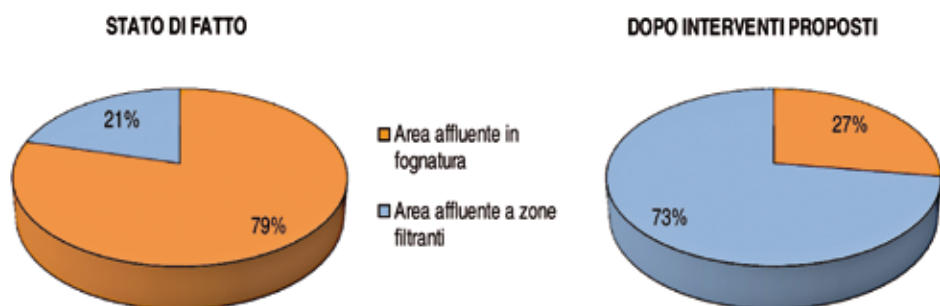 STATO DI FATTO
21%
79%
Area affluente in
fognatura
Area affluente a zone
filtranti
DOPO INTERVENTI PROPOSTI
27%
73%